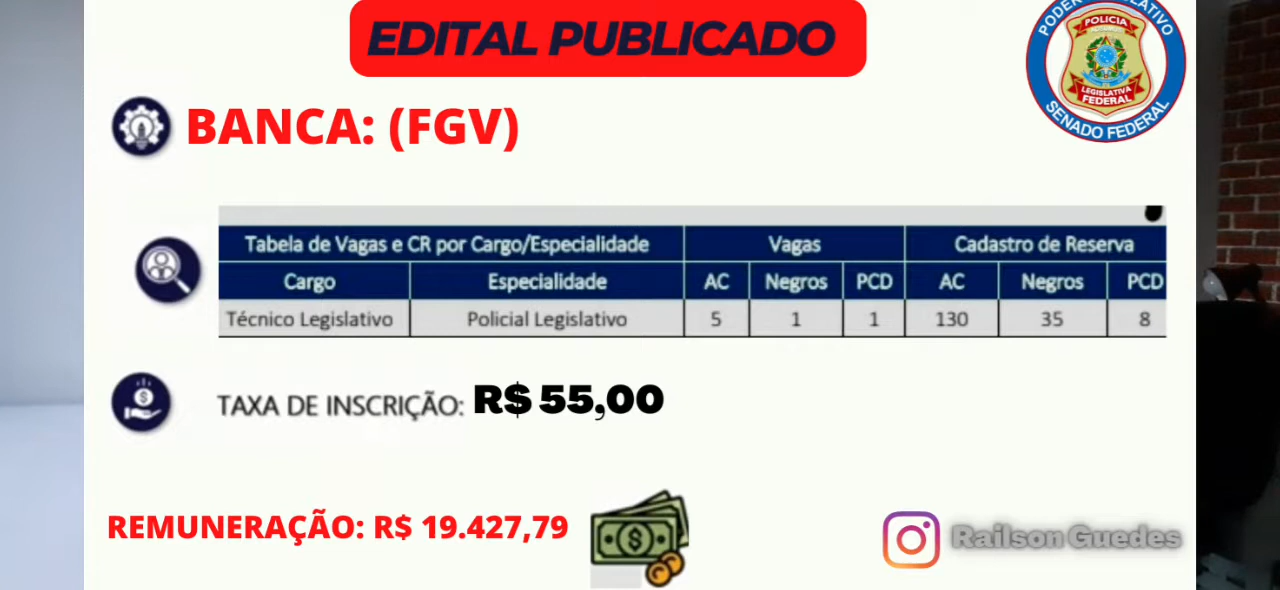 EDITAL PUBLICADO
PODER LEGISLATIVO
POLICIA
LEGISLATIVA
FEDERAL
SENADO FEDERAL
BANCA: (FGV)
Tabela de Vagas e CR por Cargo/Especialidade Vagas Cadastro de Reserva
Cargo Especialidade AC Negros PCD AC Negros PCD
Técnico Legislativo Policial Legislativo 5 1 1 130 35 8
TAXA DE INSCRIÇÃO: R$ 55,00
REMUNERAÇÃO: R$ 19.427,79
Railson Guedes